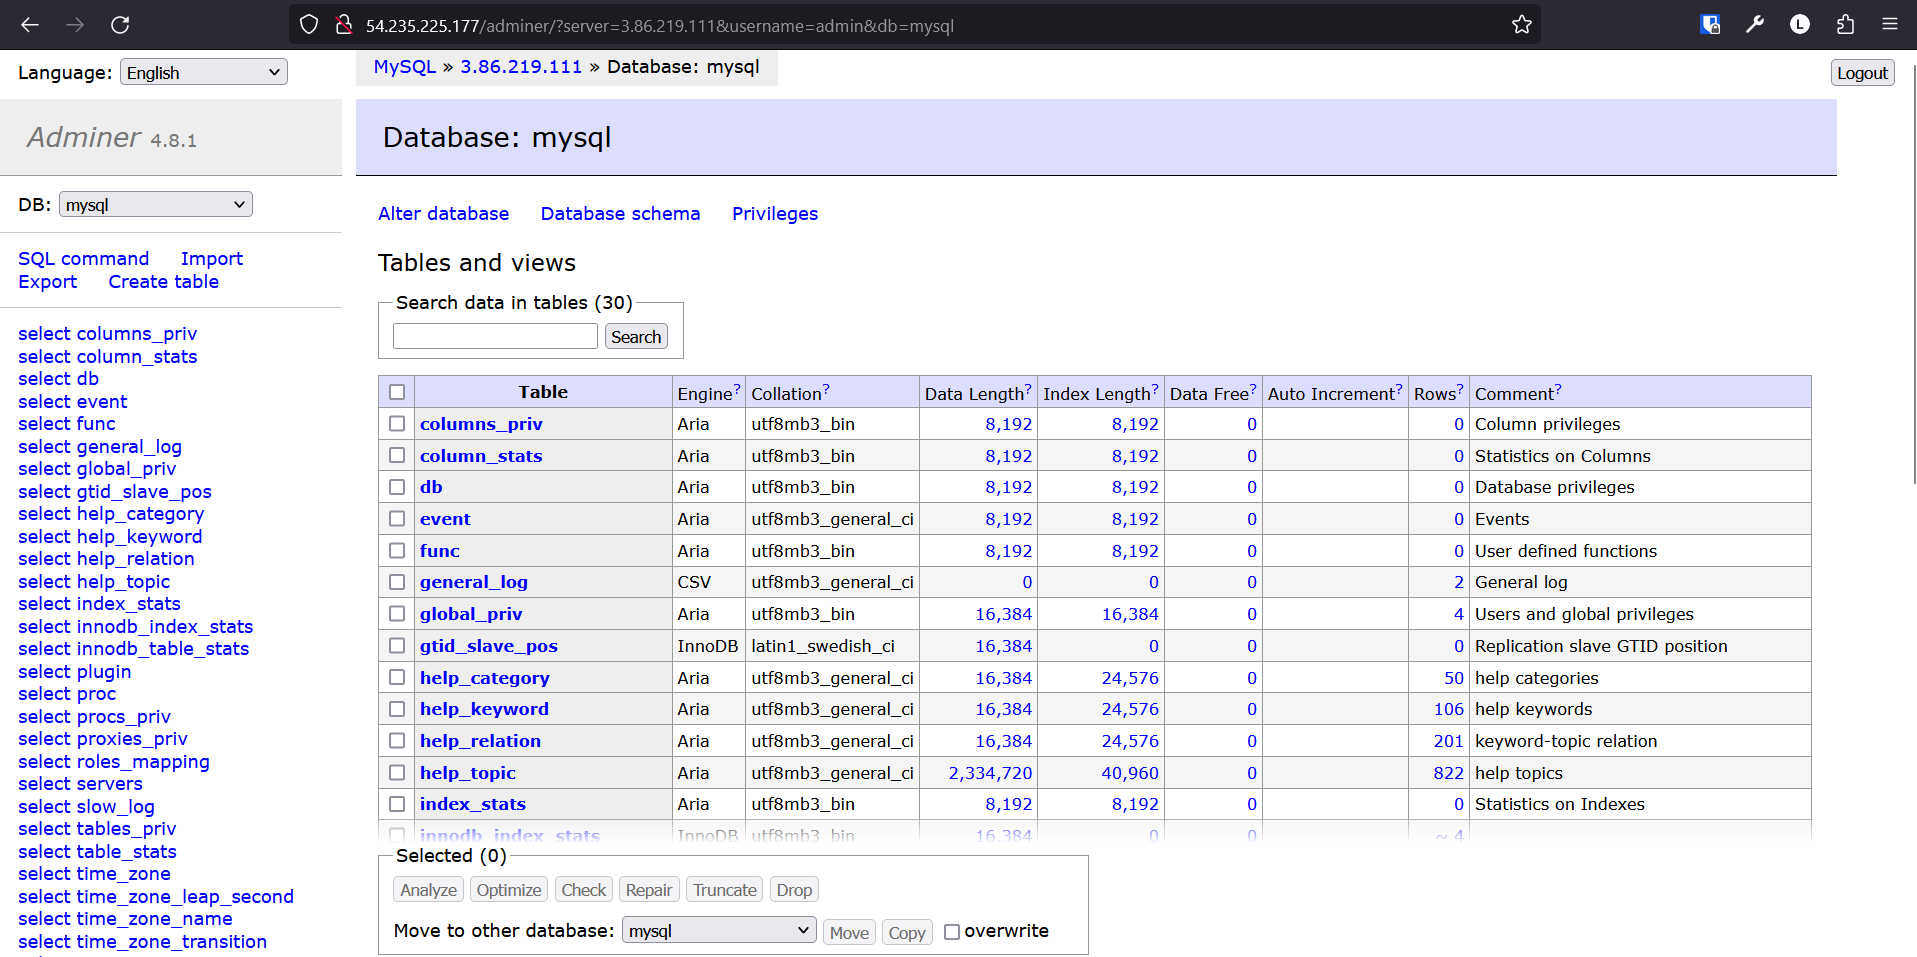 54.235.225.177/adminer/?server=3.86.219.111&username=admin&db=mysql
L
Language: English
MySQL » 3.86.219.111 » Database: mysql
Logout
Adminer 4.8.1
Database: mysql
DB: mysql
Alter database Database schema Privileges
SQL command Import
Export Create table
Tables and views
Search data in tables (30)
Search
select columns_priv
select column_stats
select db
select event
select func
select general_log
select global_priv
select gtid_slave_pos
select help_category
select help_keyword
select help_relation
select help_topic
select index_stats
select innodb_index_stats
select innodb_table_stats
select plugin
select proc
select procs_priv
select proxies_priv
select roles_mapping
select servers
select slow_log
select tables_priv
select table_stats
select time_zone
select time_zone_leap_second
select time_zone_name
select time_zone_transition
Table Engine? Collation? Data Length? Index Length? Data Free? Auto Increment? Rows? Comment?
columns_priv Aria utf8mb3_bin 8,192 8,192 0 0 Column privileges
column_stats Aria utf8mb3_bin 8,192 8,192 0 0 Statistics on Columns
db Aria utf8mb3_bin 8,192 8,192 0 0 Database privileges
event Aria utf8mb3_general_ci 8,192 8,192 0 0 Events
func Aria utf8mb3_bin 8,192 8,192 0 0 User defined functions
general_log CSV utf8mb3_general_ci 0 0 0 2 General log
global_priv Aria utf8mb3_bin 16,384 16,384 0 4 Users and global privileges
gtid_slave_pos InnoDB latin1_swedish_ci 16,384 0 0 0 Replication slave GTID position
help_category Aria utf8mb3_general_ci 16,384 24,576 0 50 help categories
help_keyword Aria utf8mb3_general_ci 16,384 24,576 0 106 help keywords
help_relation Aria utf8mb3_general_ci 16,384 24,576 0 201 keyword-topic relation
help_topic Aria utf8mb3_general_ci 2,334,720 40,960 0 822 help topics
index_stats Aria utf8mb3_bin 8,192 8,192 0 0 Statistics on Indexes
innodb_index_stats InnoDB utf8mb3_bin 16,384 0 0 ~ 4
Selected (0)
Analyze Optimize Check Repair Truncate Drop
Move to other database: mysql Move Copy overwrite